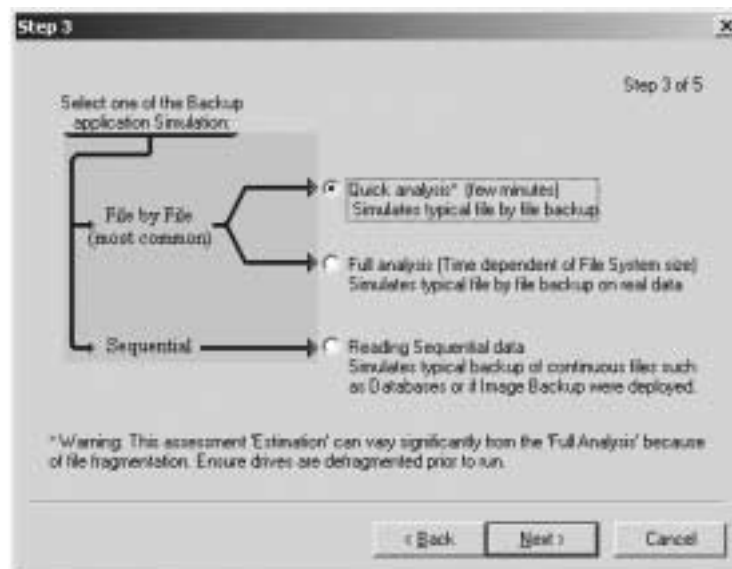 Step 3
Step 3 of 5
Select one of the Backup
application Simulation:
File by File
(most common)
Quick analysis* (few minutes)
Simulates typical file by file backup
Full analysis (Time dependent of File System size)
Simulates typical file by file backup on real data
Sequential
Reading Sequential data
Simulates typical backup of continuous files such
as Databases or if Image Backup were deployed.
* Warning: This assessment 'Estimation' can vary significantly from the 'Full Analysis' because
of file fragmentation. Ensure drives are defragmented prior to run.
< Back
Next >
Cancel